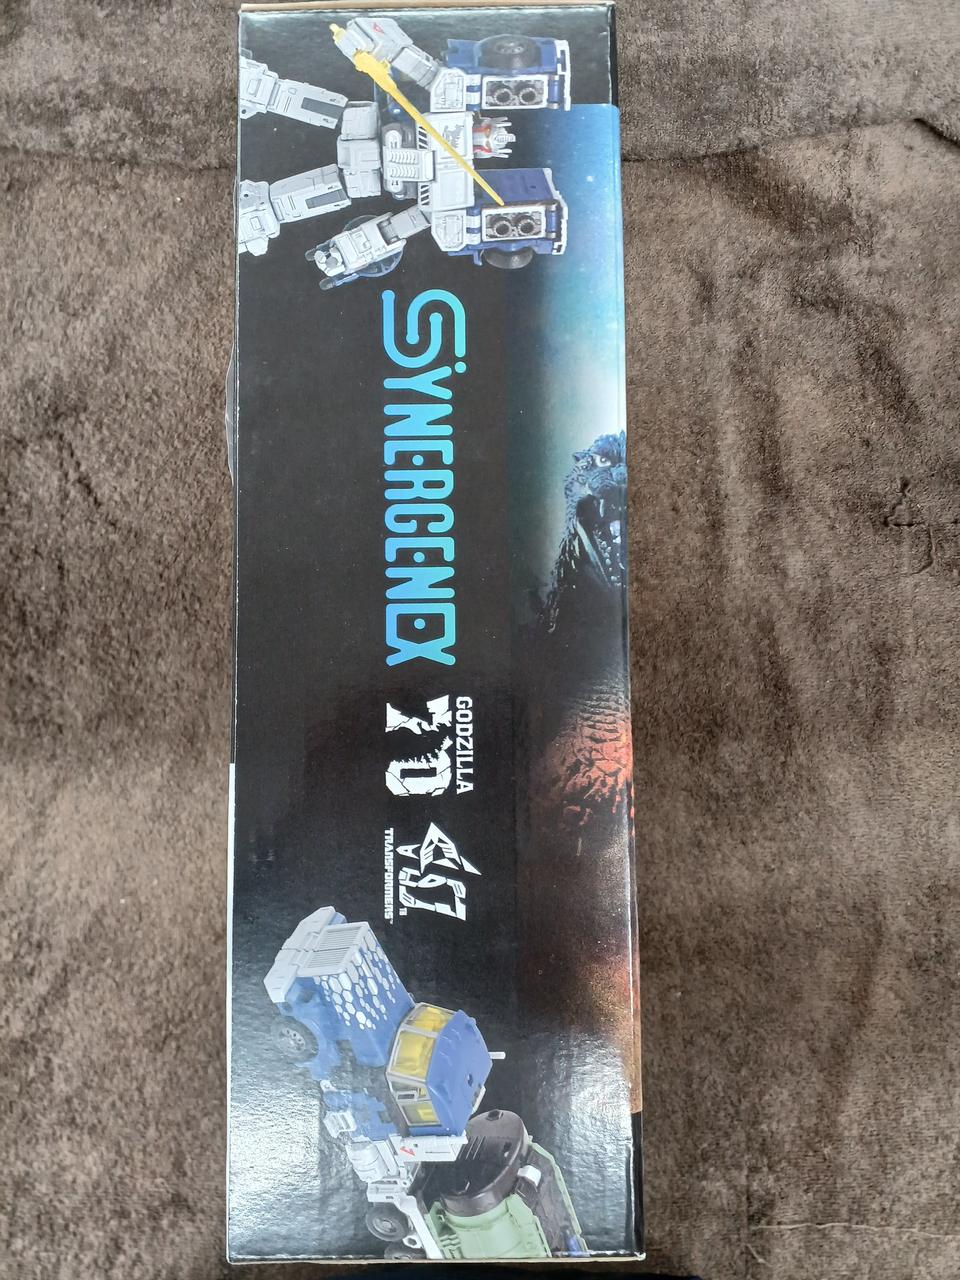 SYNERGENEX
GODZILLA
70
40
TRANSFORMERS